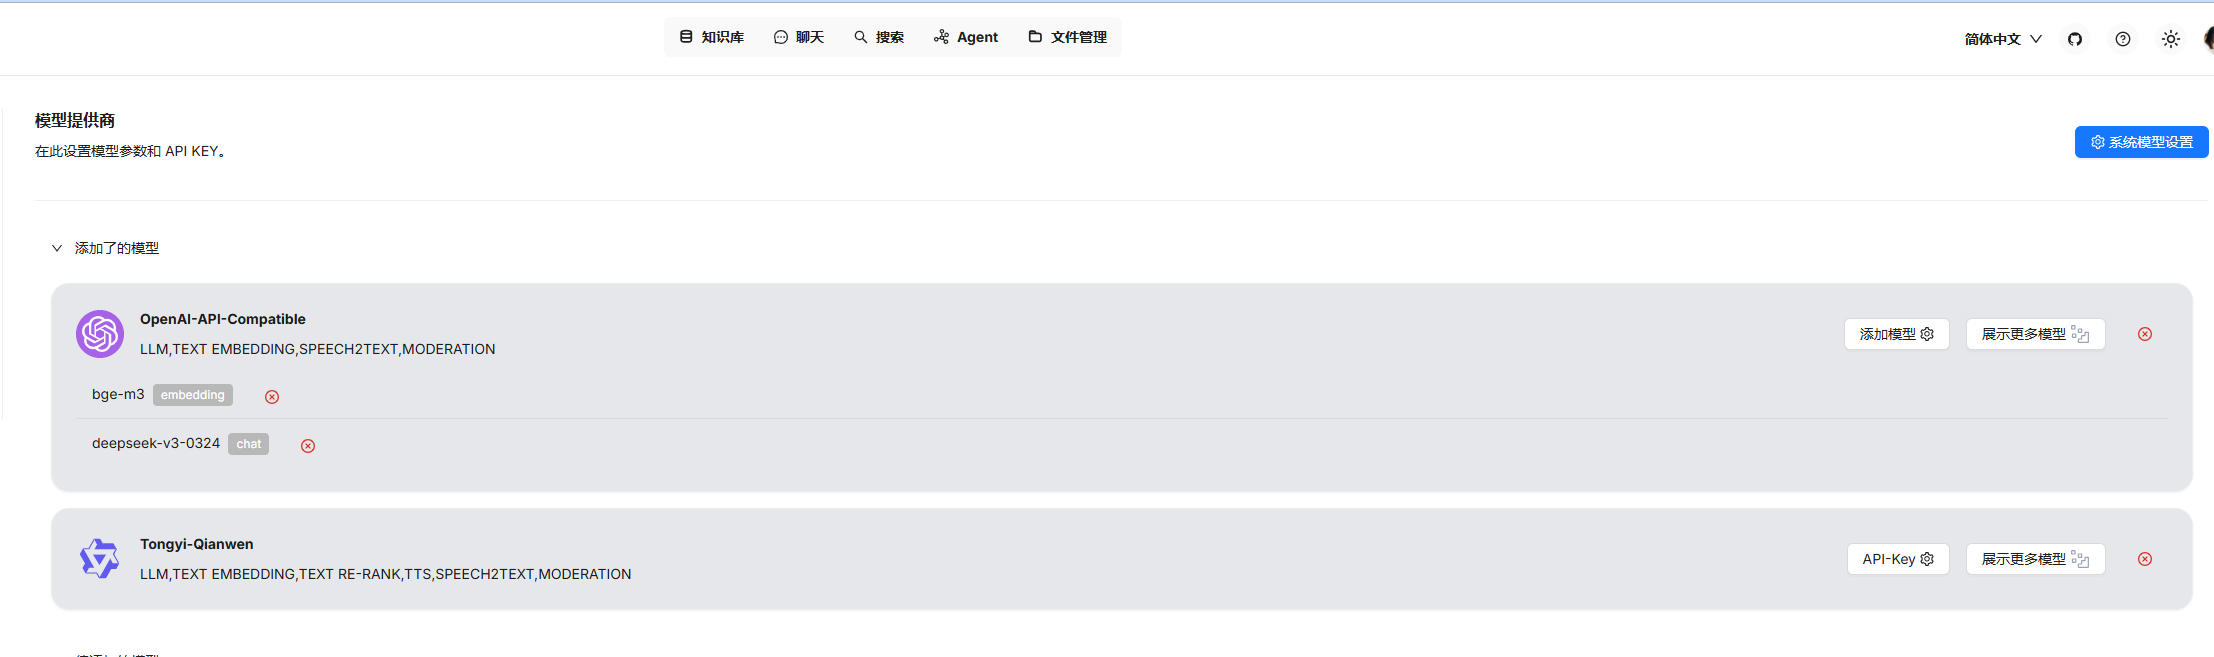 知识库 聊天 搜索 Agent 文件管理 简体中文
模型提供商
在此设置模型参数和 API KEY。
系统模型设置
添加了的模型
OpenAI-API-Compatible
LLM,TEXT EMBEDDING,SPEECH2TEXT,MODERATION
添加模型 展示更多模型
bge-m3 embedding
deepseek-v3-0324 chat
Tongyi-Qianwen
LLM,TEXT EMBEDDING,TEXT RE-RANK,TTS,SPEECH2TEXT,MODERATION
API-Key 展示更多模型